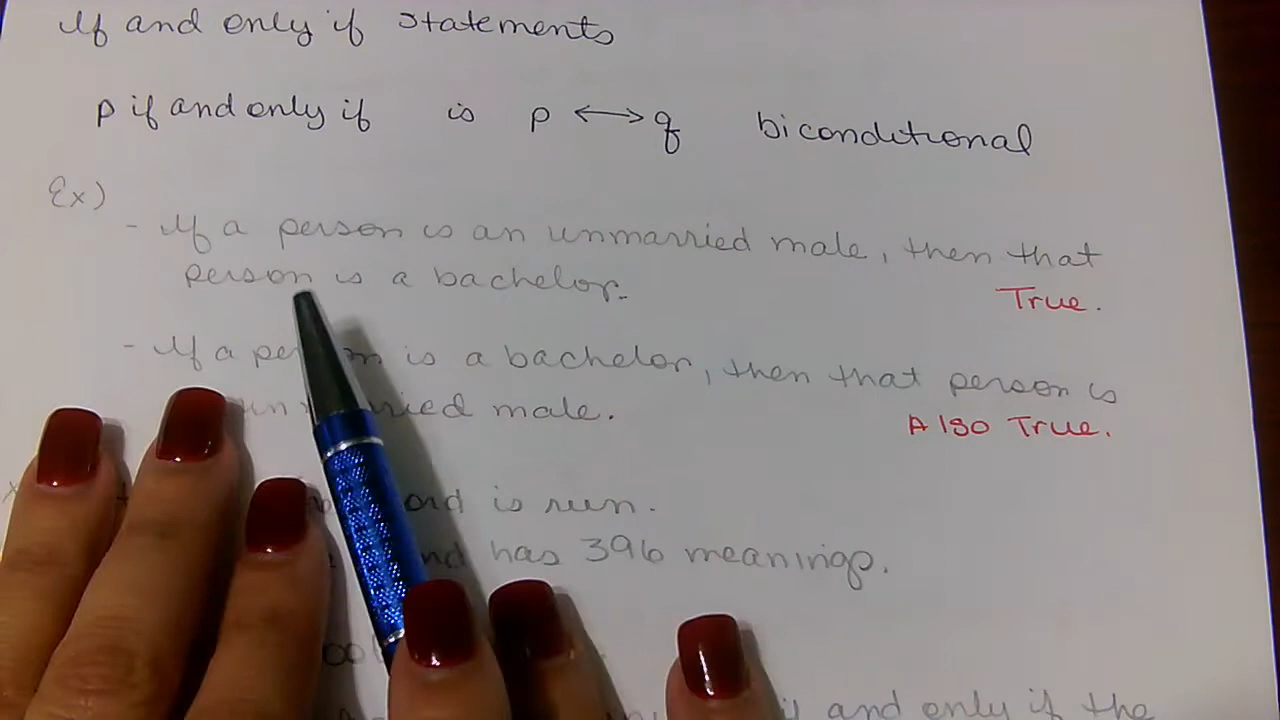 If and only if statements
p if and only if is p ↔ q biconditional
Ex)
- If a person is an unmarried male, then that
person is a bachelor.
True.
- If a person is a bachelor, then that person is
male.
Also True.
is run.
has 396 meanings.
if and only if the